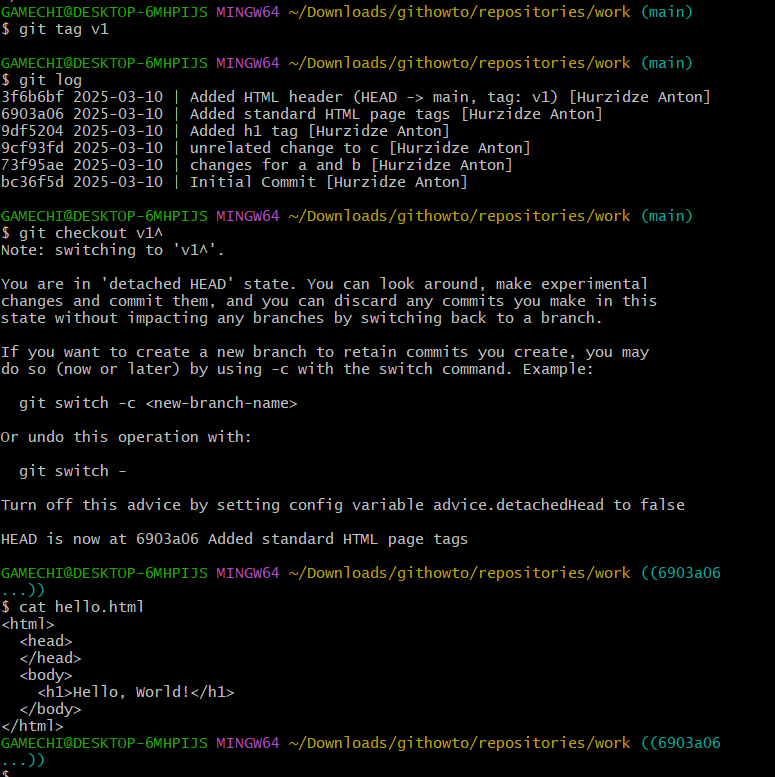 GAMECHI@DESKTOP-6MHPIJS MINGW64 ~/Downloads/githowto/repositories/work (main)
$ git tag v1
GAMECHI@DESKTOP-6MHPIJS MINGW64 ~/Downloads/githowto/repositories/work (main)
$ git log
3f6b6bf 2025-03-10 | Added HTML header (HEAD -> main, tag: v1) [Hurzidze Anton]
6903a06 2025-03-10 | Added standard HTML page tags [Hurzidze Anton]
9df5204 2025-03-10 | Added h1 tag [Hurzidze Anton]
9cf93fd 2025-03-10 | unrelated change to c [Hurzidze Anton]
73f95ae 2025-03-10 | changes for a and b [Hurzidze Anton]
bc36f5d 2025-03-10 | Initial Commit [Hurzidze Anton]
GAMECHI@DESKTOP-6MHPIJS MINGW64 ~/Downloads/githowto/repositories/work (main)
$ git checkout v1^
Note: switching to 'v1^'.
You are in 'detached HEAD' state. You can look around, make experimental
changes and commit them, and you can discard any commits you make in this
state without impacting any branches by switching back to a branch.
If you want to create a new branch to retain commits you create, you may
do so (now or later) by using -c with the switch command. Example:
  git switch -c <new-branch-name>
Or undo this operation with:
  git switch -
Turn off this advice by setting config variable advice.detachedHead to false
HEAD is now at 6903a06 Added standard HTML page tags
GAMECHI@DESKTOP-6MHPIJS MINGW64 ~/Downloads/githowto/repositories/work ((6903a06
...))
$ cat hello.html
<html>
  <head>
  </head>
  <body>
    <h1>Hello, World!</h1>
  </body>
</html>
GAMECHI@DESKTOP-6MHPIJS MINGW64 ~/Downloads/githowto/repositories/work ((6903a06
...))
$